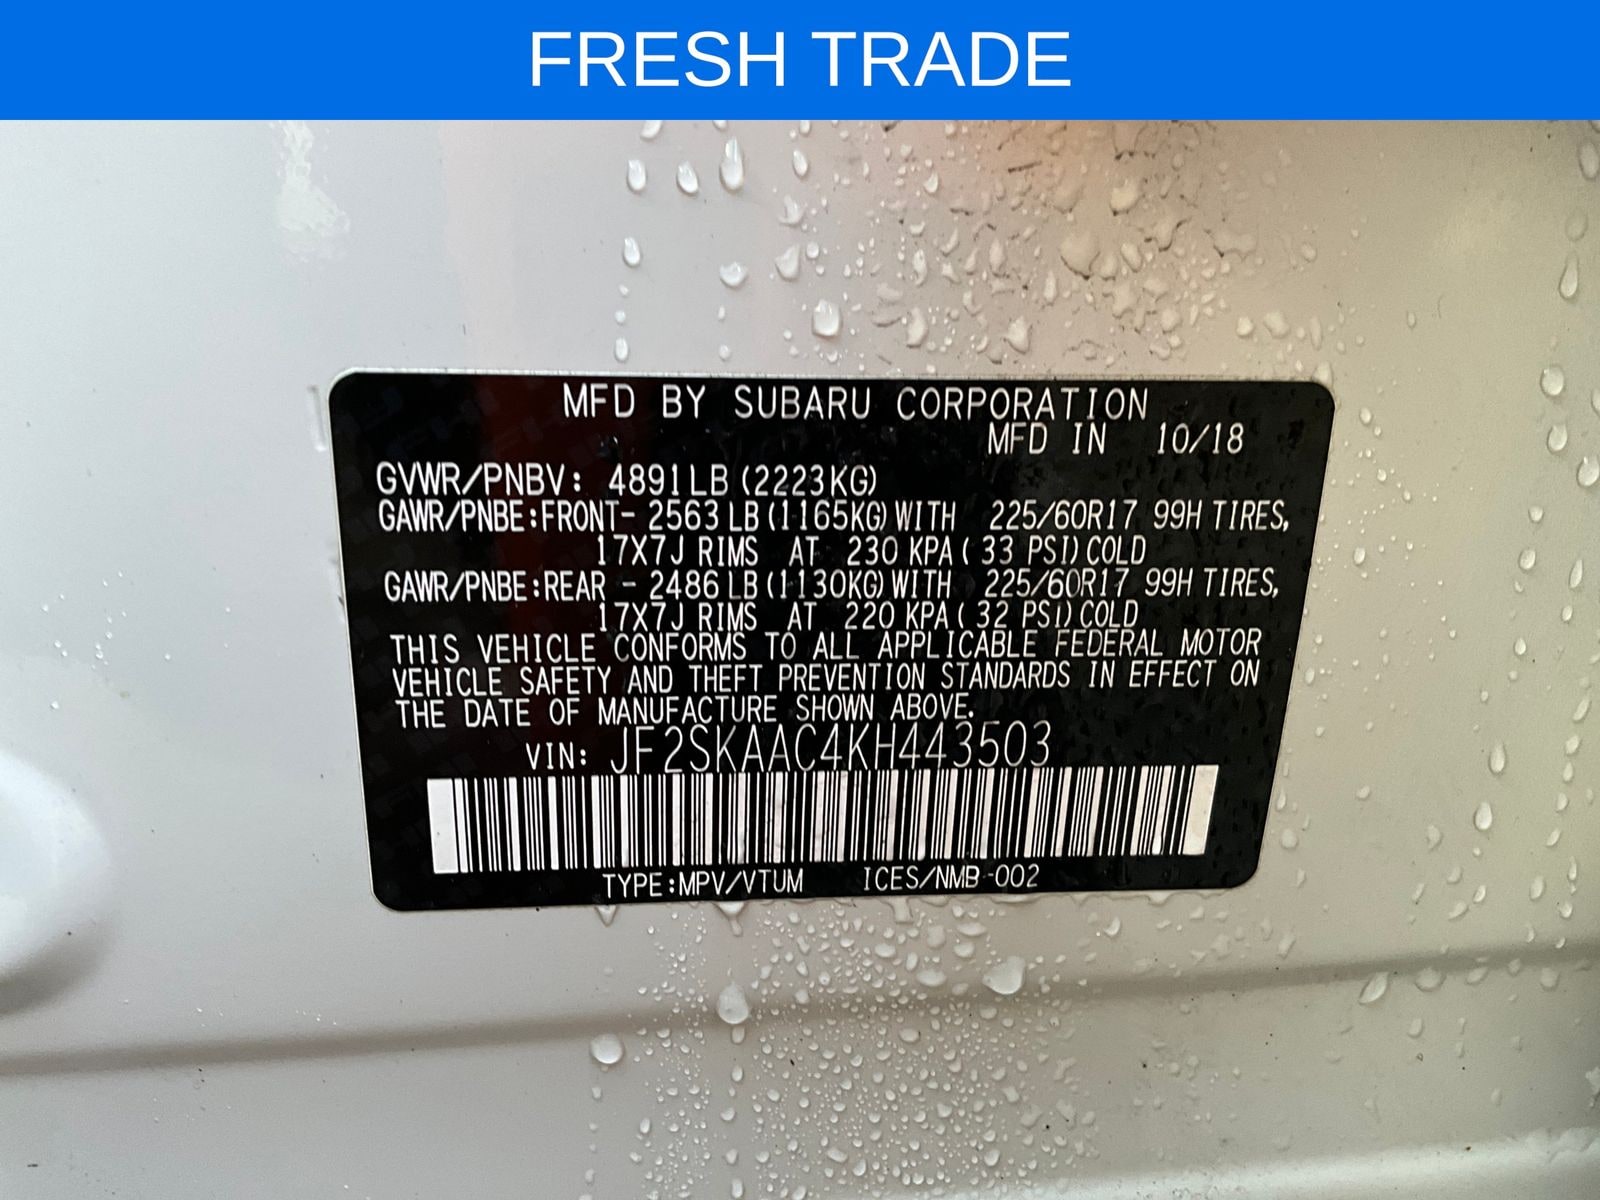 FRESH TRADE
MFD BY SUBARU CORPORATION
MFD IN 10/18
GVWR/PNBV: 4891LB (2223KG)
GAWR/PNBE:FRONT- 2563 LB (1165KG) WITH 225/60R17 99H TIRES,
17X7J RIMS AT 230 KPA ( 33 PSI) COLD
GAWR/PNBE:REAR - 2486 LB (1130KG) WITH 225/60R17 99H TIRES,
17X7J RIMS AT 220 KPA ( 32 PSI) COLD
THIS VEHICLE CONFORMS TO ALL APPLICABLE FEDERAL MOTOR
VEHICLE SAFETY AND THEFT PREVENTION STANDARDS IN EFFECT ON
THE DATE OF MANUFACTURE SHOWN ABOVE.
VIN: JF2SKAAC4KH443503
TYPE:MPV/VTUM ICES/NMB-002